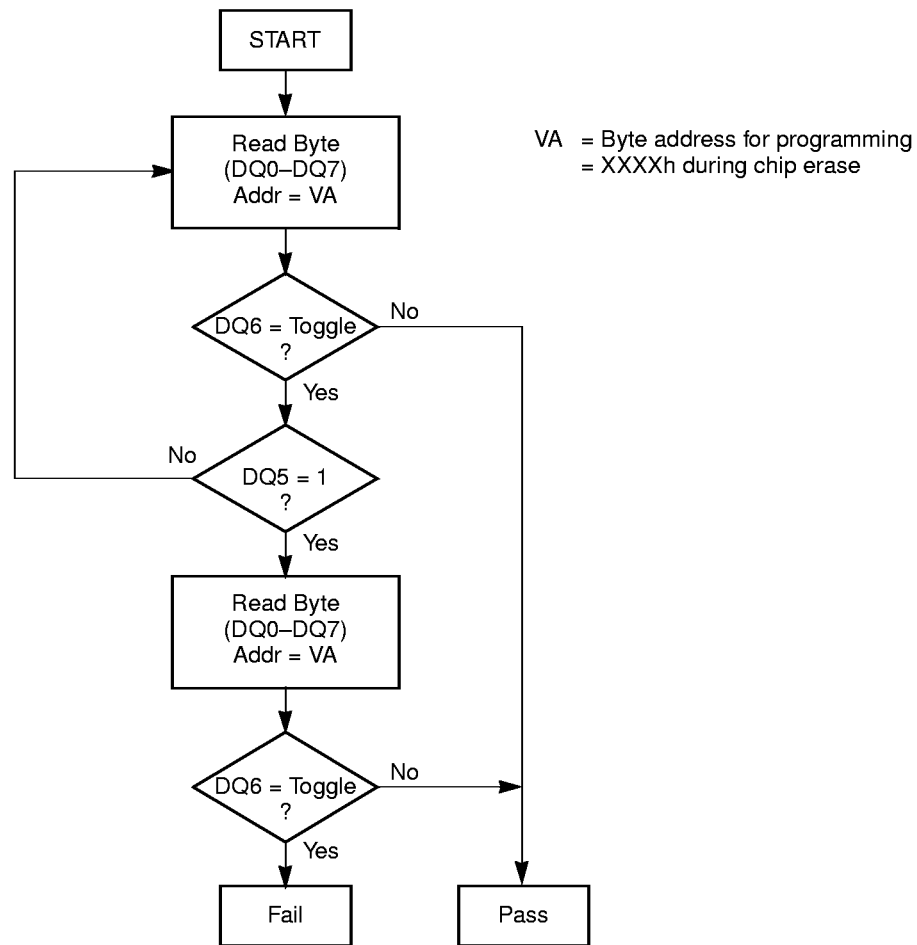 START
Read Byte
(DQ0–DQ7)
Addr = VA
VA = Byte address for programming
= XXXXh during chip erase
DQ6 = Toggle
?
No
Yes
DQ5 = 1
?
No
Yes
Read Byte
(DQ0–DQ7)
Addr = VA
DQ6 = Toggle
?
No
Yes
Fail
Pass